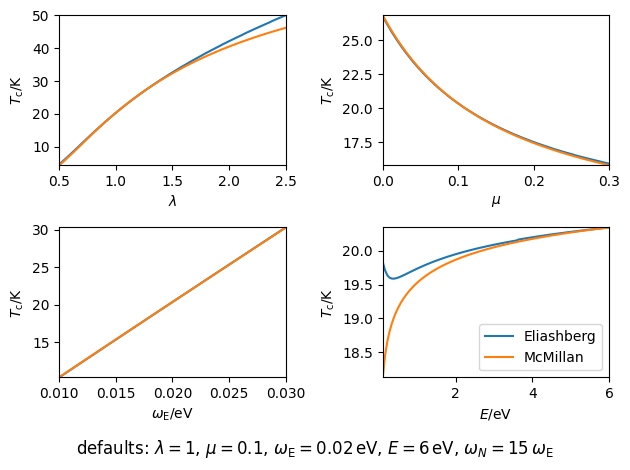 50
40
30
20
10
T_c/K
0.5 1.0 1.5 2.0 2.5
λ
25.0
22.5
20.0
17.5
T_c/K
0.0 0.1 0.2 0.3
μ
30
25
20
15
T_c/K
0.010 0.015 0.020 0.025 0.030
ω_E/eV
20.0
19.5
19.0
18.5
T_c/K
Eliashberg
McMillan
2 4 6
E/eV
defaults: λ = 1, μ = 0.1, ω_E = 0.02 eV, E = 6 eV, ω_N = 15 ω_E